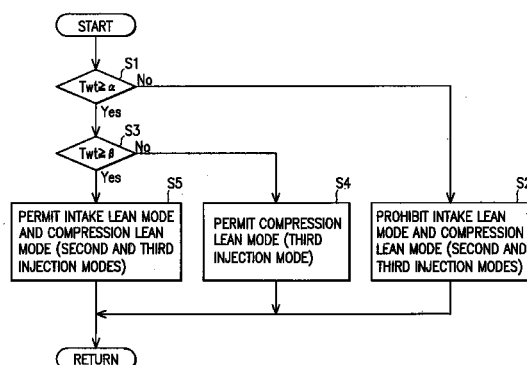 START
S1
Twt≥α
No
Yes
S3
Twt≥β
No
Yes
S5
S4
S2
PERMIT INTAKE LEAN MODE
AND COMPRESSION LEAN
MODE (SECOND AND THIRD
INJECTION MODES)
PERMIT COMPRESSION
LEAN MODE (THIRD
INJECTION MODE)
PROHIBIT INTAKE LEAN
MODE AND COMPRESSION
LEAN MODE (SECOND AND
THIRD INJECTION MODES)
RETURN